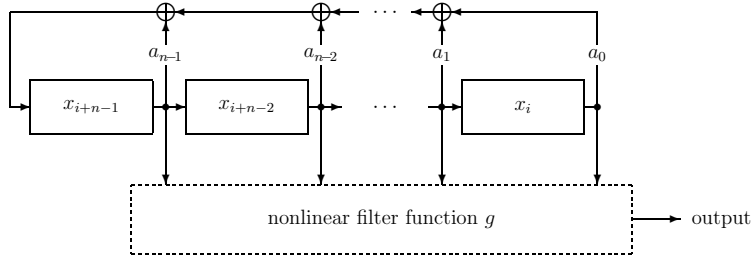 ⋯
a_{n-1} a_{n-2} a_1 a_0
x_{i+n-1} x_{i+n-2} ⋯ x_i
nonlinear filter function g
output